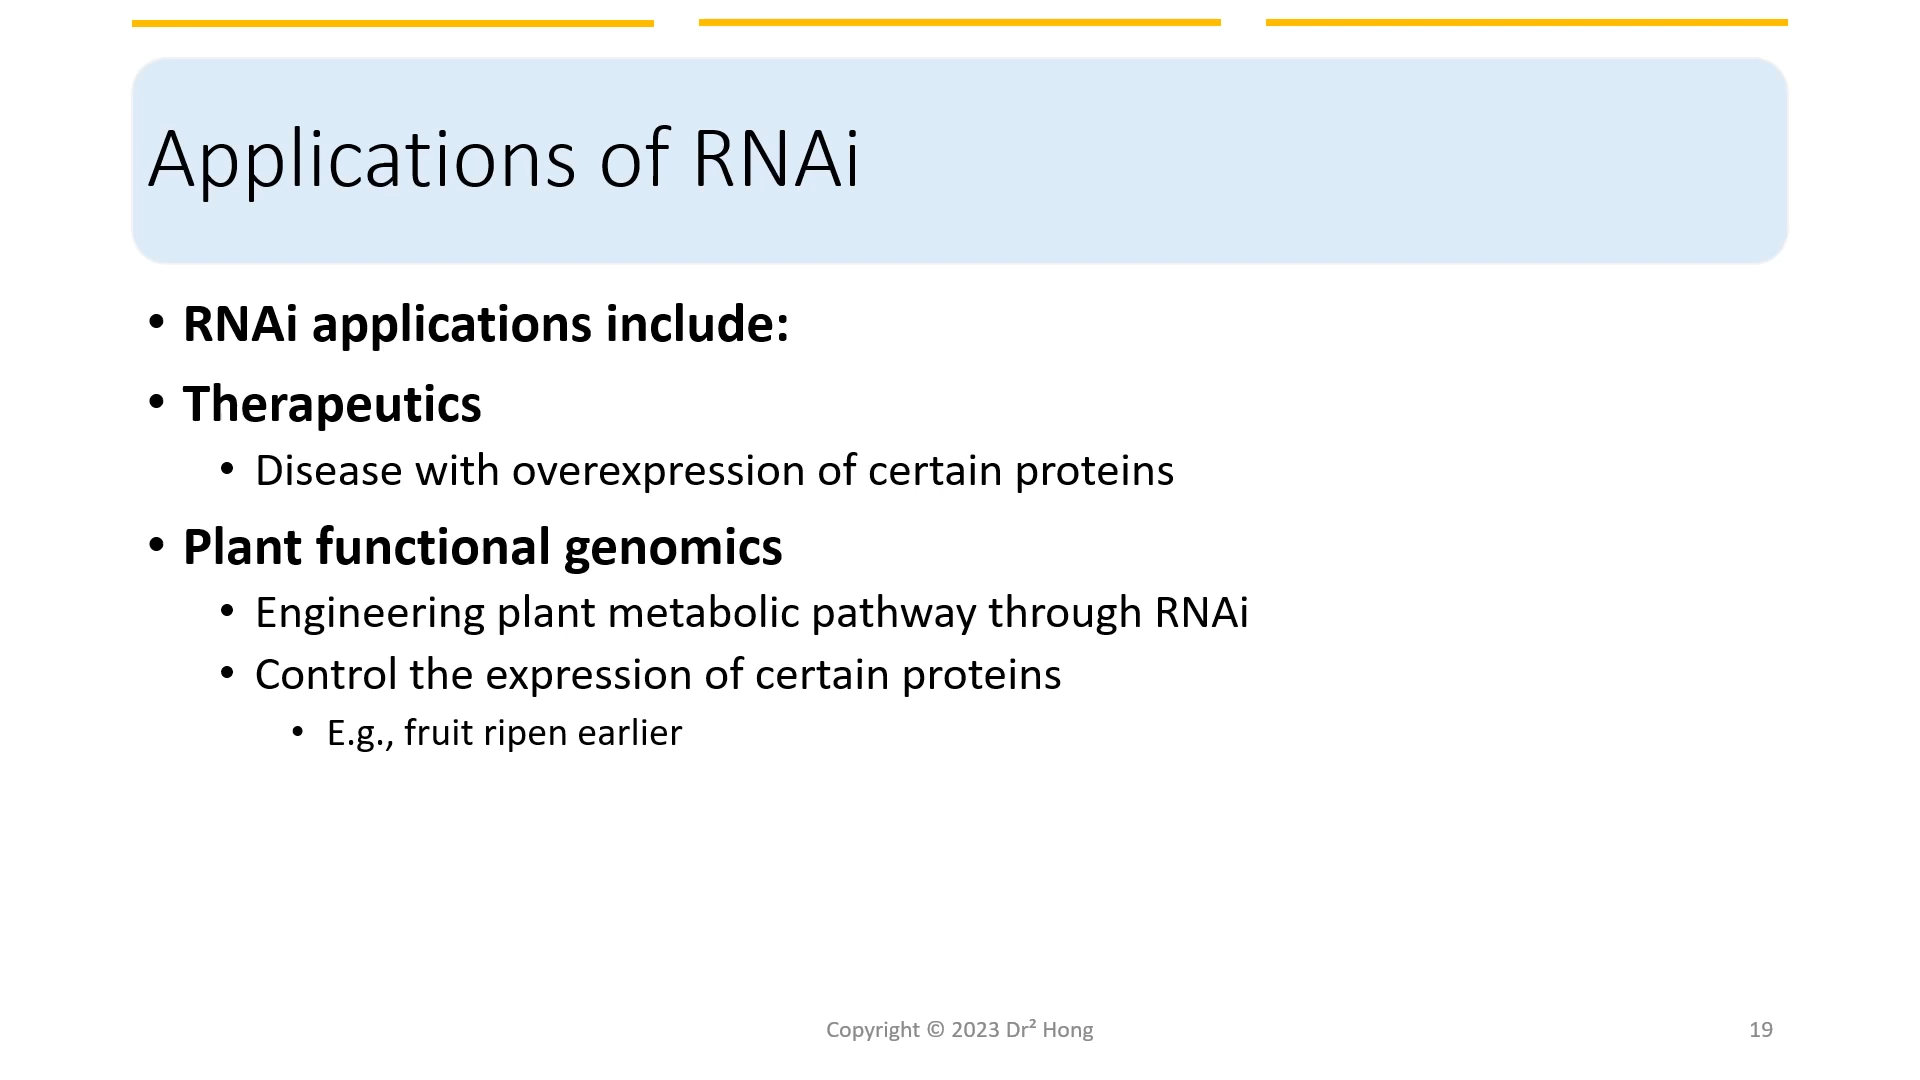 Applications of RNAi
• RNAi applications include:
• Therapeutics
• Disease with overexpression of certain proteins
• Plant functional genomics
• Engineering plant metabolic pathway through RNAi
• Control the expression of certain proteins
• E.g., fruit ripen earlier
Copyright © 2023 Dr² Hong
19